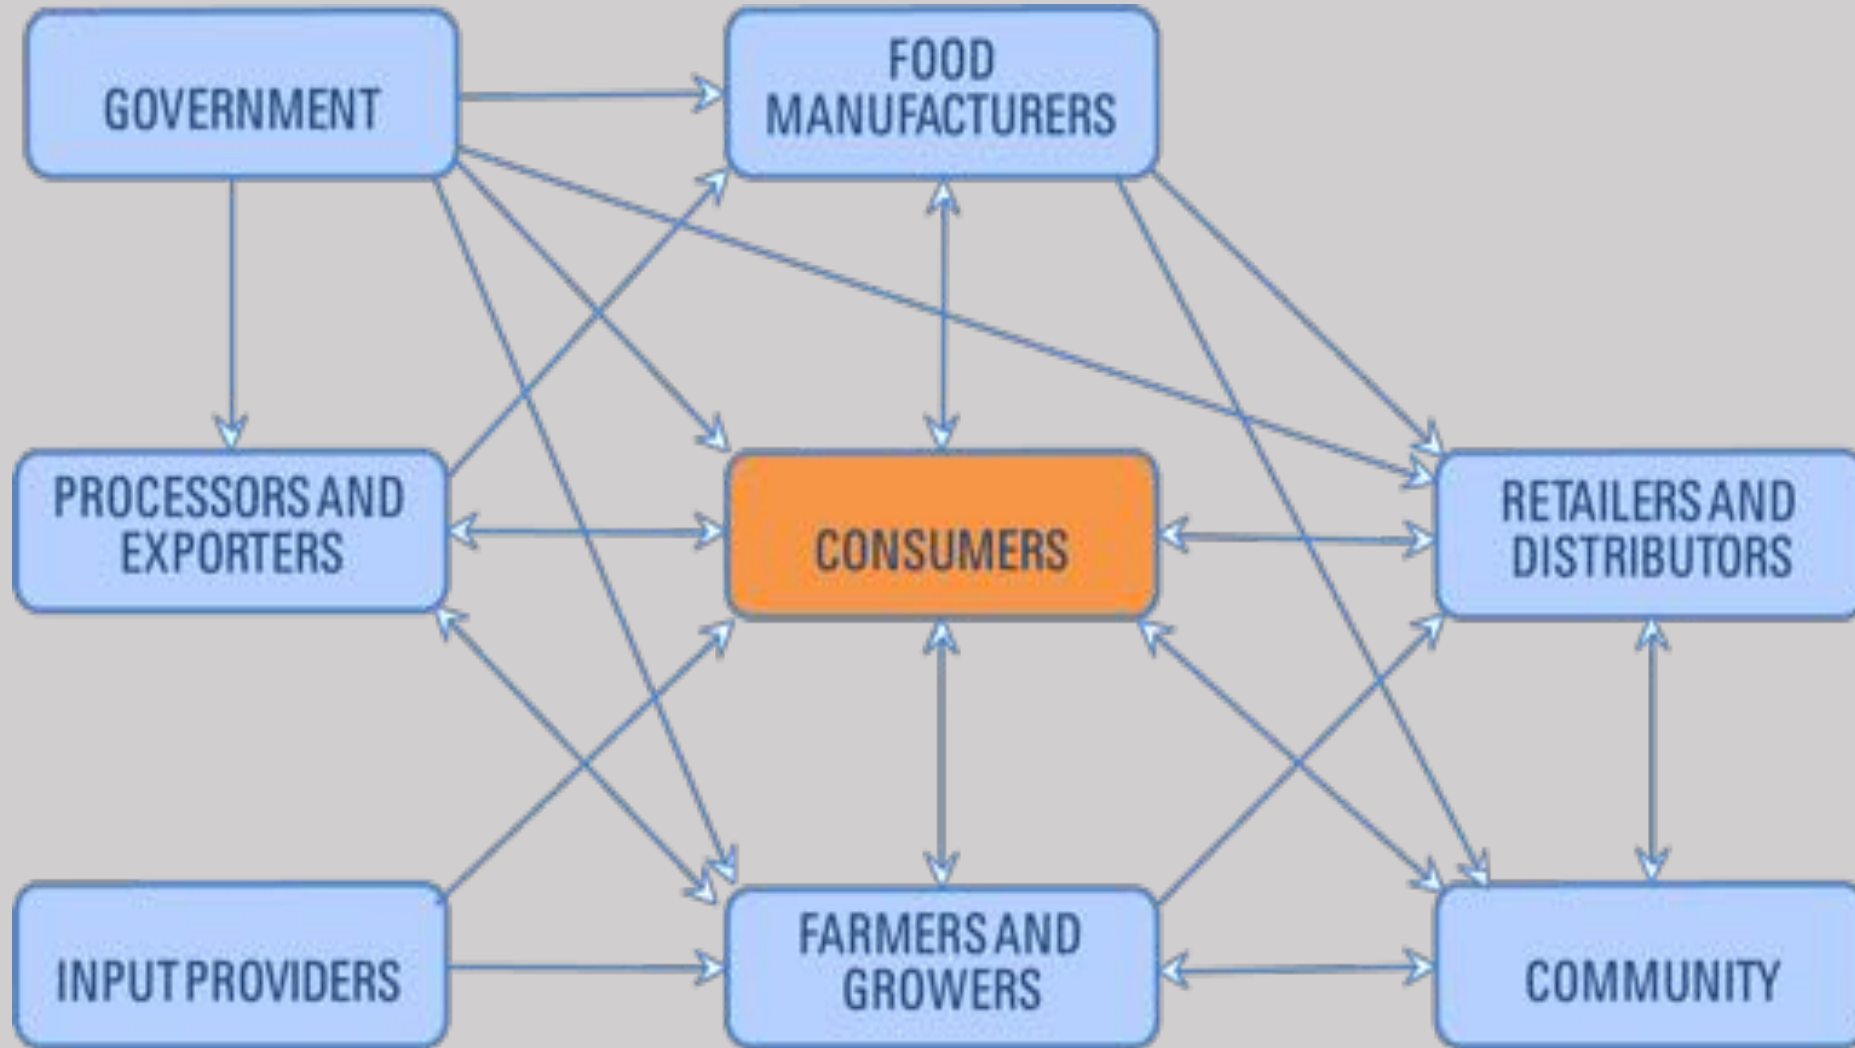 GOVERNMENT
FOOD
MANUFACTURERS
PROCESSORS AND
EXPORTERS
CONSUMERS
RETAILERS AND
DISTRIBUTORS
INPUT PROVIDERS
FARMERS AND
GROWERS
COMMUNITY